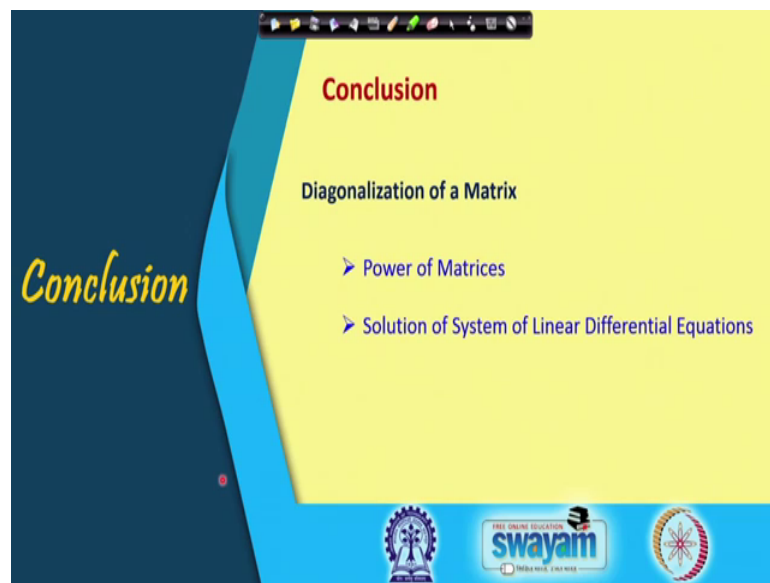 Conclusion
Conclusion
Diagonalization of a Matrix
➢ Power of Matrices
➢ Solution of System of Linear Differential Equations
FREE ONLINE EDUCATION
swayam